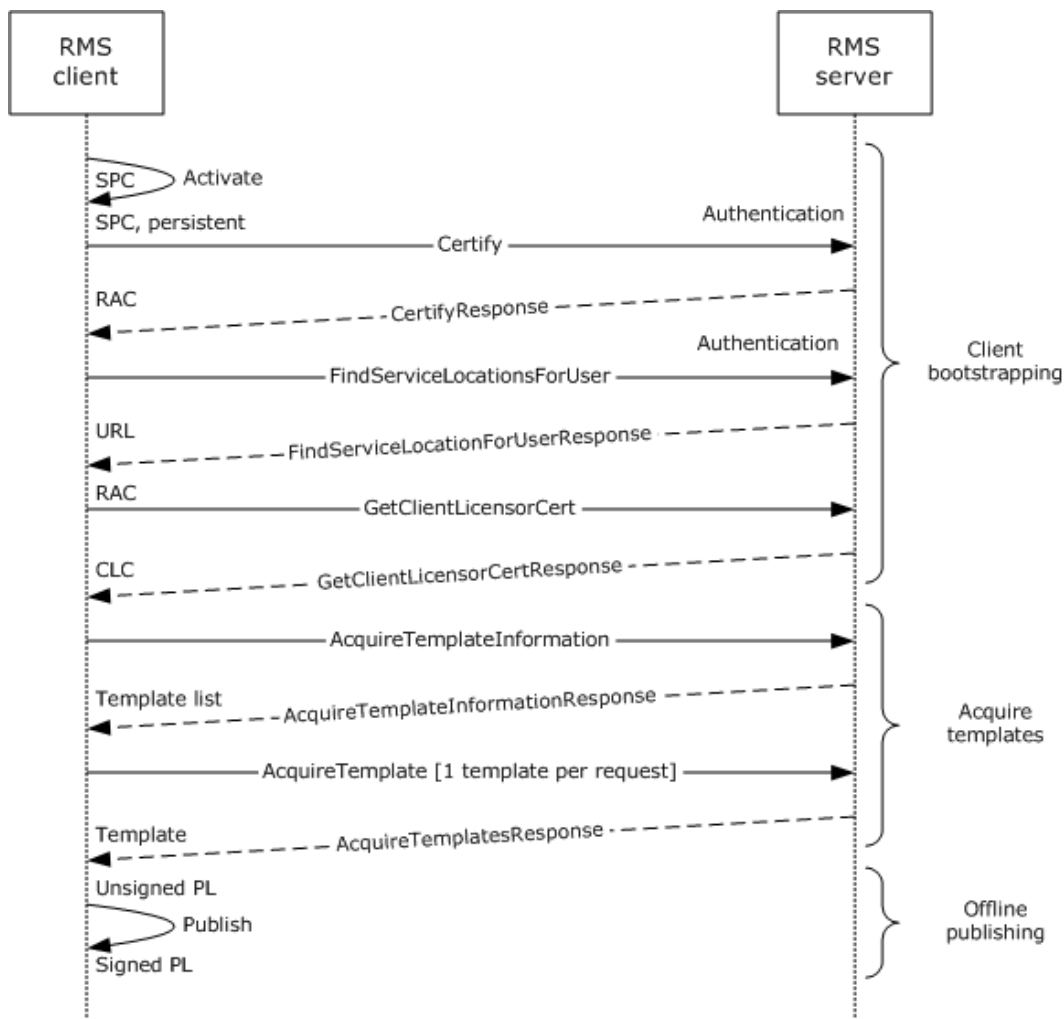 RMS
client
RMS
server
SPC
Activate
SPC, persistent
Authentication
Certify
RAC
CertifyResponse
Authentication
FindServiceLocationsForUser
Client
bootstrapping
URL
FindServiceLocationForUserResponse
RAC
GetClientLicensorCert
CLC
GetClientLicensorCertResponse
AcquireTemplateInformation
Template list
AcquireTemplateInformationResponse
Acquire
templates
AcquireTemplate [1 template per request]
Template
AcquireTemplatesResponse
Unsigned PL
Publish
Offline
publishing
Signed PL